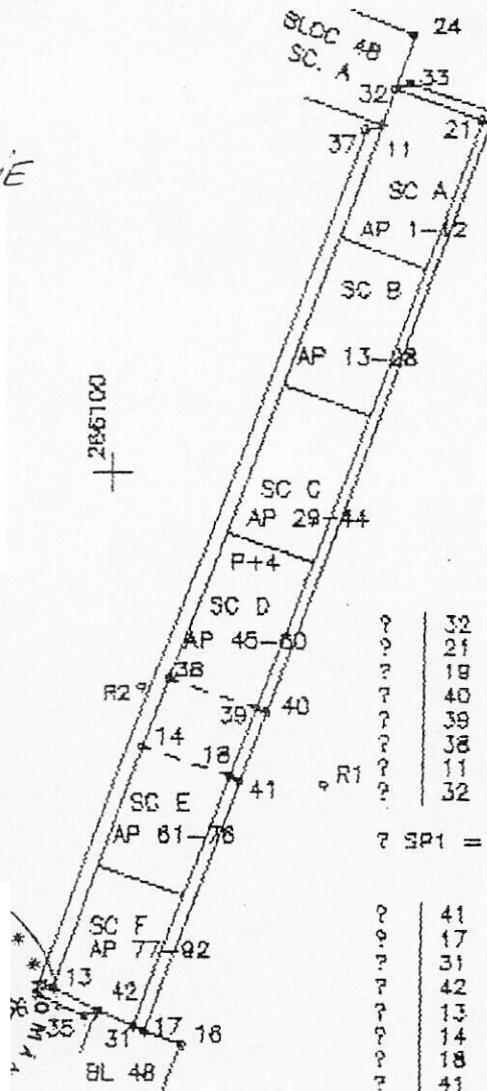 BLOC 48
SC. A
24
33
32
21
37
11
SC A
AP 1-12
SC B
AP 13-28
266100
SC C
AP 29-44
P+4
SC D
AP 45-60
38
R2
39
40
14
18
41
R1
SC E
AP 61-76
SC F
AP 77-92
13
42
35
31
17
16
BL 48
? | 32
? | 21
? | 19
? | 40
? | 39
? | 38
? | 11
? | 32
? SP1 =
? | 41
? | 17
? | 31
? | 42
? | 13
? | 14
? | 18
? | 41